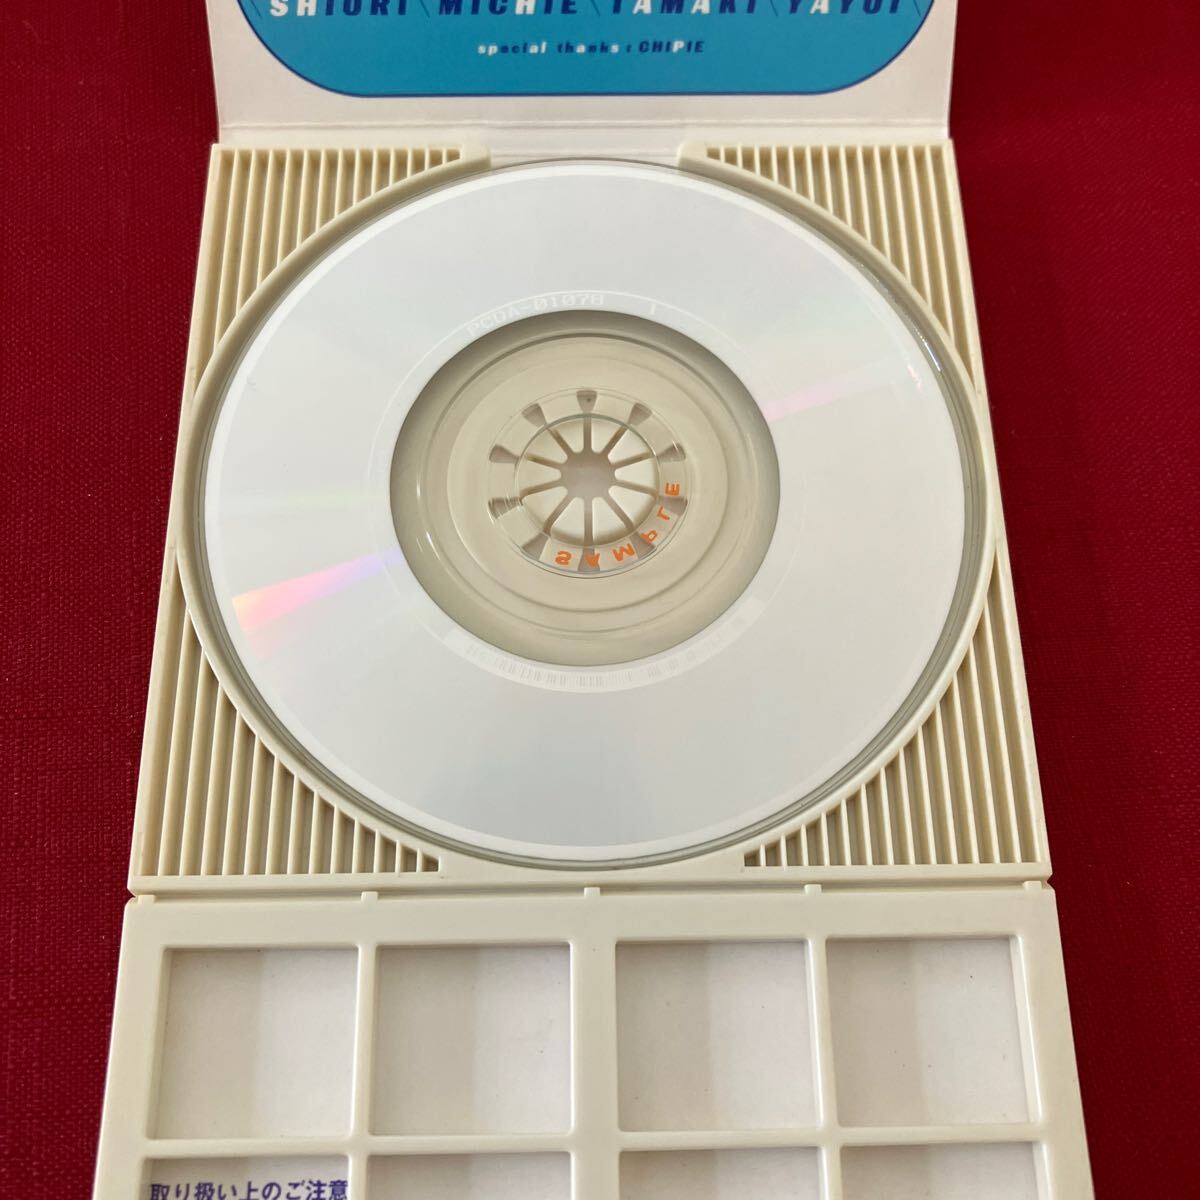 SHIORI \ MICHIE \ TAMAKI \ YAYOI \
special thanks : CHIPIE
PCDA-01078 1
SAMPLE
取り扱い上のご注意